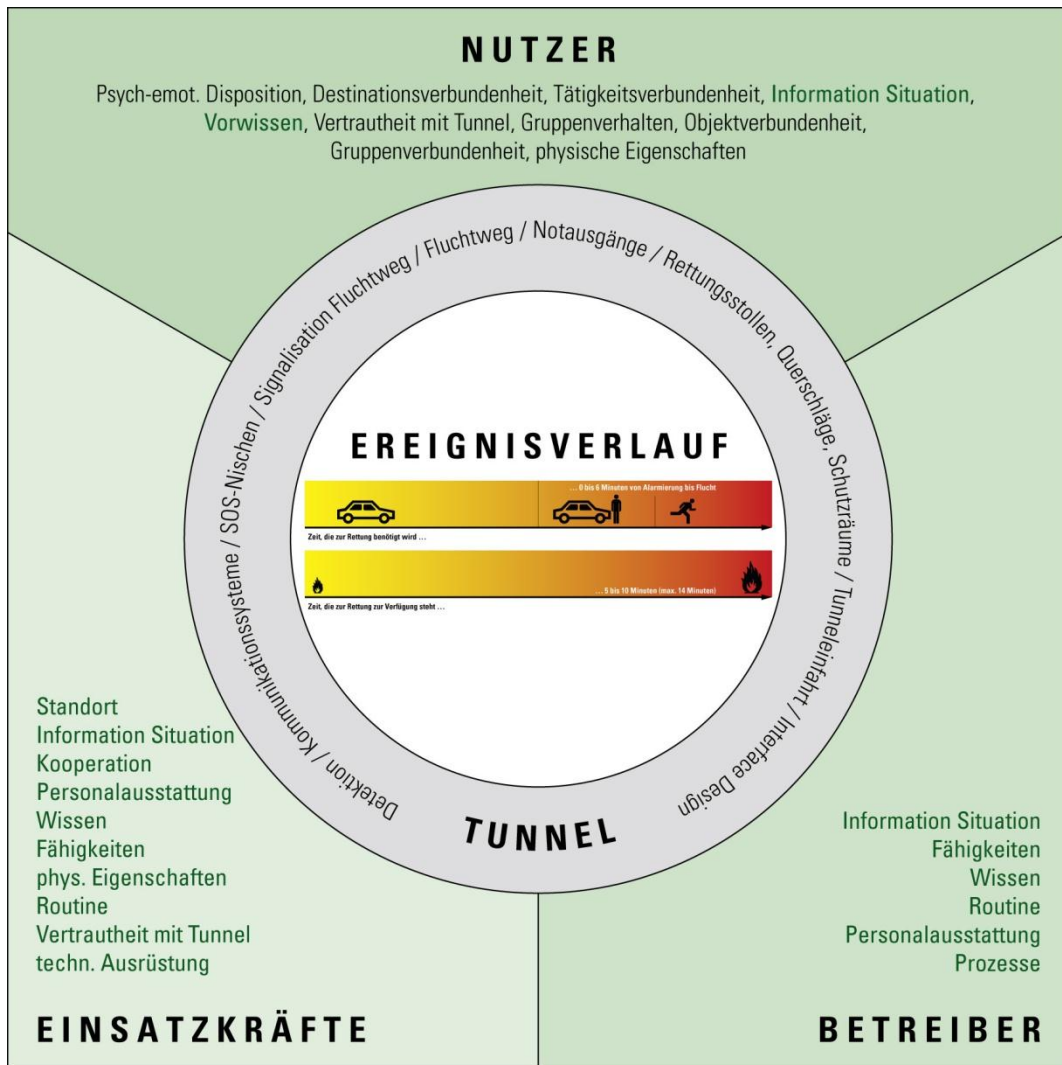 NUTZER
Psych-emot. Disposition, Destinationsverbundenheit, Tätigkeitsverbundenheit, Information Situation,
Vorwissen, Vertrautheit mit Tunnel, Gruppenverhalten, Objektverbundenheit,
Gruppenverbundenheit, physische Eigenschaften
Detektion / Kommunikationssysteme / SOS-Nischen / Signalisation Fluchtweg / Fluchtweg / Notausgänge / Rettungsstollen, Querschläge, Schutzräume / Tunneleinfahrt / Interface Design
EREIGNISVERLAUF
... 0 bis 6 Minuten von Alarmierung bis Flucht
Zeit, die zur Rettung benötigt wird ...
... 5 bis 10 Minuten (max. 14 Minuten)
Zeit, die zur Rettung zur Verfügung steht ...
TUNNEL
Standort
Information Situation
Kooperation
Personalausstattung
Wissen
Fähigkeiten
phys. Eigenschaften
Routine
Vertrautheit mit Tunnel
techn. Ausrüstung
EINSATZKRÄFTE
Information Situation
Fähigkeiten
Wissen
Routine
Personalausstattung
Prozesse
BETREIBER